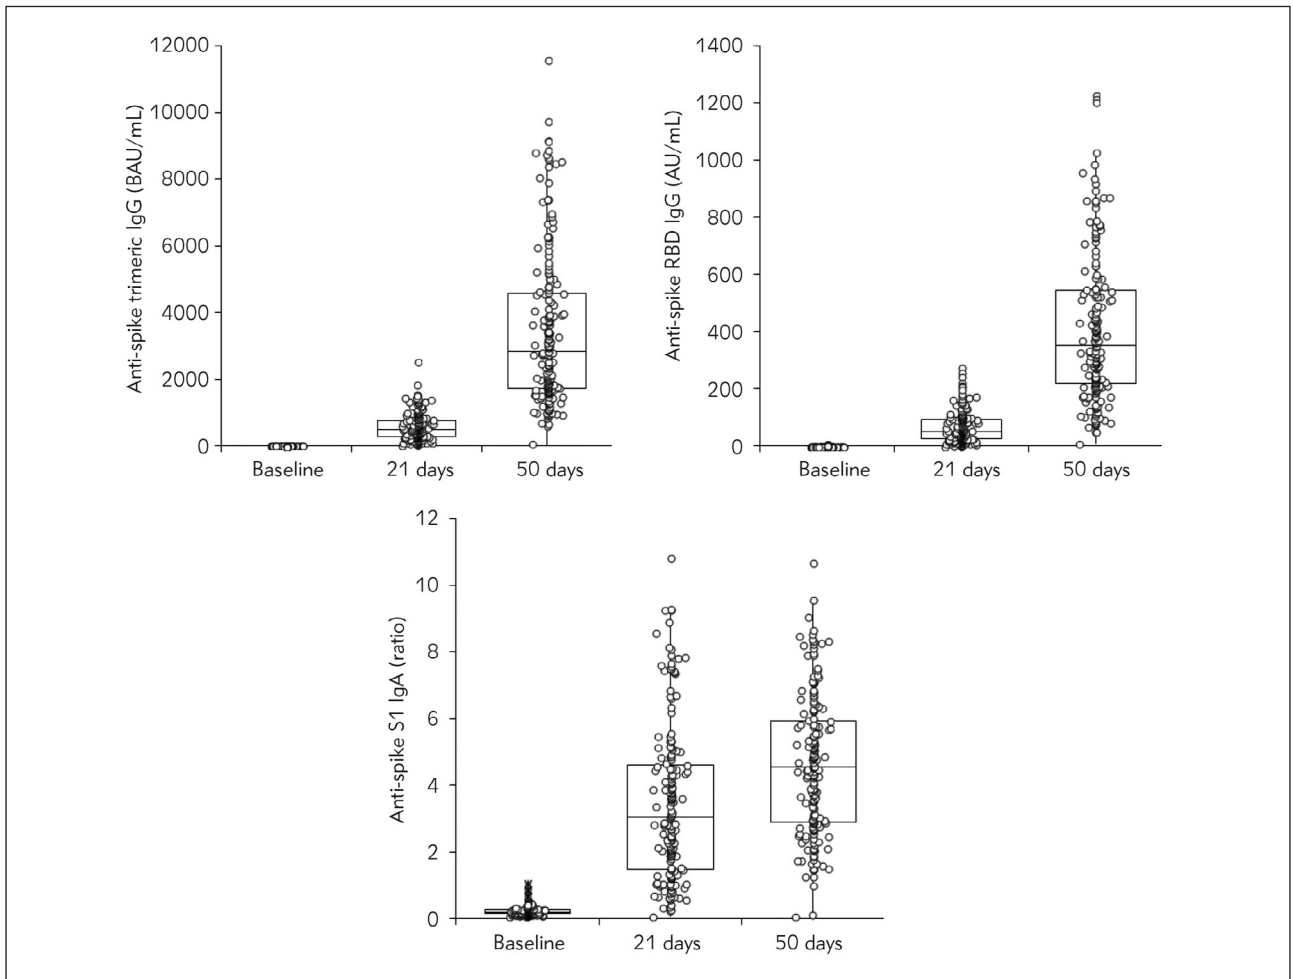 Anti-spike trimeric IgG (BAU/mL)
12000
10000
8000
6000
4000
2000
0
Baseline
21 days
50 days
Anti-spike RBD IgG (AU/mL)
1400
1200
1000
800
600
400
200
0
Baseline
21 days
50 days
Anti-spike S1 IgA (ratio)
12
10
8
6
4
2
0
Baseline
21 days
50 days